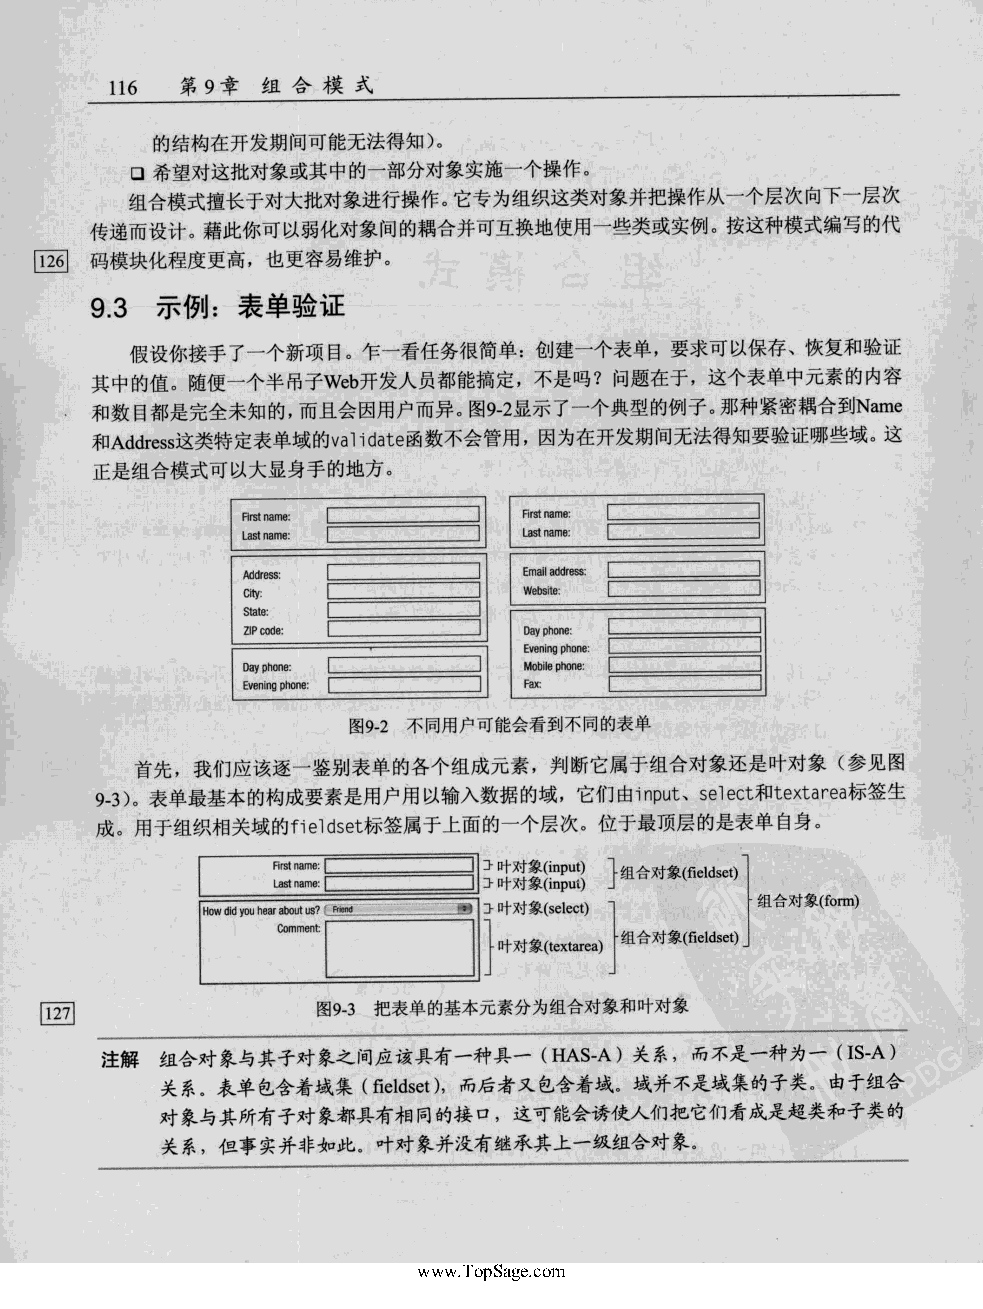 116 第9章 组合模式
的结构在开发期间可能无法得知）。
❑ 希望对这批对象或其中的一部分对象实施一个操作。
组合模式擅长于对大批对象进行操作。它专为组织这类对象并把操作从一个层次向下一层次
传递而设计。藉此你可以弱化对象间的耦合并可互换地使用一些类或实例。按这种模式编写的代
126 码模块化程度更高，也更容易维护。
9.3 示例：表单验证
假设你接手了一个新项目。乍一看任务很简单：创建一个表单，要求可以保存、恢复和验证
其中的值。随便一个半吊子Web开发人员都能搞定，不是吗？问题在于，这个表单中元素的内容
和数目都是完全未知的，而且会因用户而异。图9-2显示了一个典型的例子。那种紧密耦合到Name
和Address这类特定表单域的validate函数不会管用，因为在开发期间无法得知要验证哪些域。这
正是组合模式可以大显身手的地方。
First name:
Last name:
Address:
City:
State:
ZIP code:
Day phone:
Evening phone:
First name:
Last name:
Email address:
Website:
Day phone:
Evening phone:
Mobile phone:
Fax:
图9-2 不同用户可能会看到不同的表单
首先，我们应该逐一鉴别表单的各个组成元素，判断它属于组合对象还是叶对象（参见图
9-3）。表单最基本的构成要素是用户用以输入数据的域，它们由input、select和textarea标签生
成。用于组织相关域的fieldset标签属于上面的一个层次。位于最顶层的是表单自身。
First name:
Last name:
How did you hear about us? Friend
Comment:
叶对象(input)
叶对象(input)
叶对象(select)
叶对象(textarea)
组合对象(fieldset)
组合对象(fieldset)
组合对象(form)
图9-3 把表单的基本元素分为组合对象和叶对象
127
注解 组合对象与其子对象之间应该具有一种具一（HAS-A）关系，而不是一种为一（IS-A）
关系。表单包含着域集（fieldset），而后者又包含着域。域并不是域集的子类。由于组合
对象与其所有子对象都具有相同的接口，这可能会诱使人们把它们看成是超类和子类的
关系，但事实并非如此。叶对象并没有继承其上一级组合对象。
PDG
www.TopSage.com